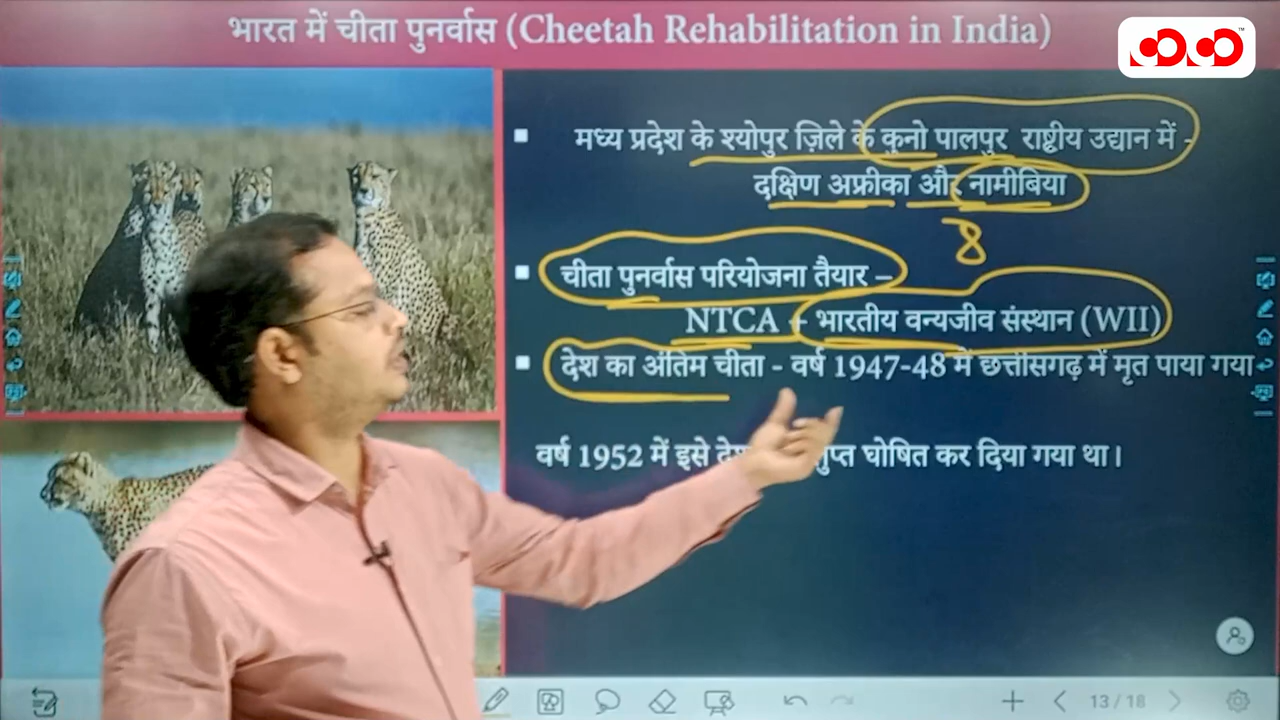 भारत में चीता पुनर्वास (Cheetah Rehabilitation in India)
मध्य प्रदेश के श्योपुर ज़िले के कुनो पालपुर राष्ट्रीय उद्यान में -
दक्षिण अफ्रीका और नामीबिया
8
चीता पुनर्वास परियोजना तैयार –
NTCA – भारतीय वन्यजीव संस्थान (WII)
देश का अंतिम चीता - वर्ष 1947-48 में छत्तीसगढ़ में मृत पाया गया
वर्ष 1952 में इसे घोषित कर दिया गया था।
13 / 18